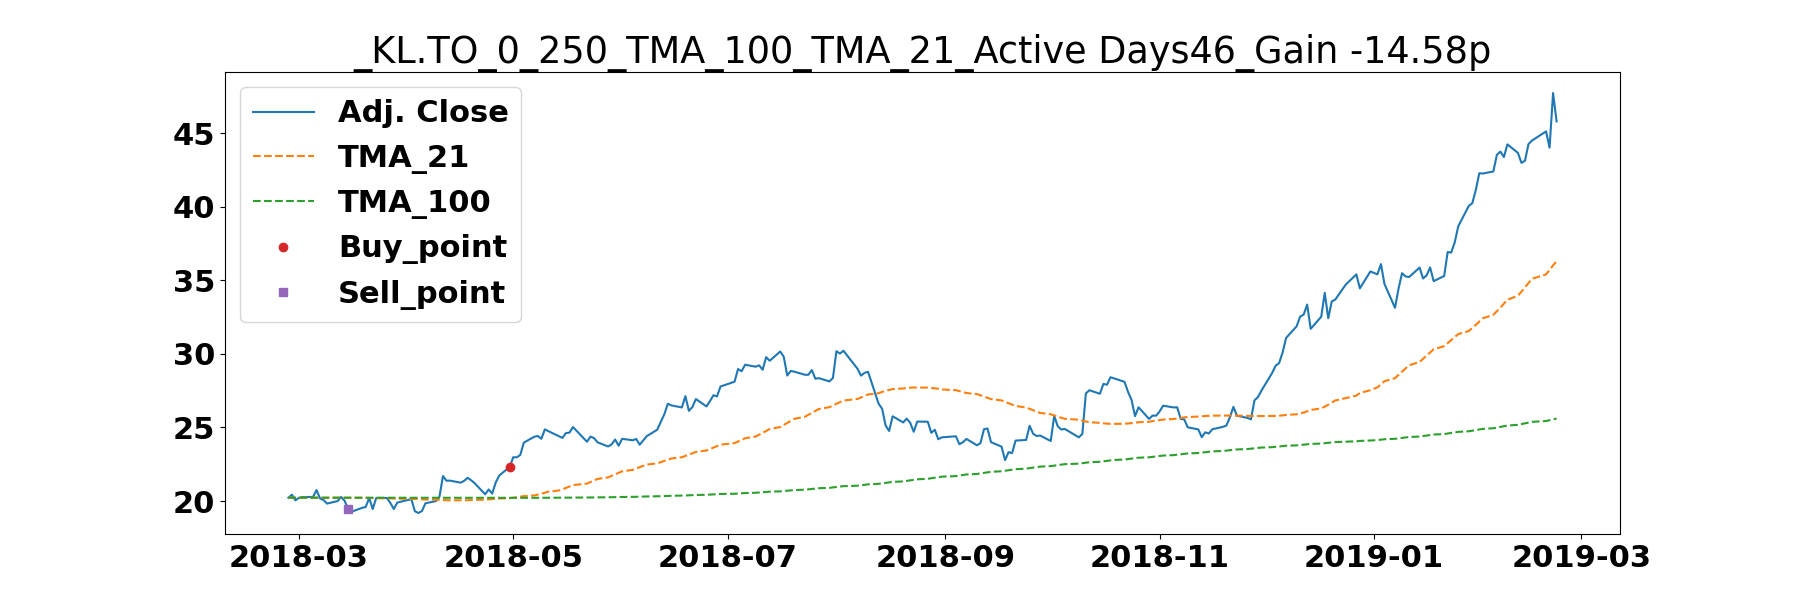 _KL.TO_0_250_TMA_100_TMA_21_Active Days46_Gain -14.58p
Adj. Close
TMA_21
TMA_100
Buy_point
Sell_point
45
40
35
30
25
20
2018-03 2018-05 2018-07 2018-09 2018-11 2019-01 2019-03